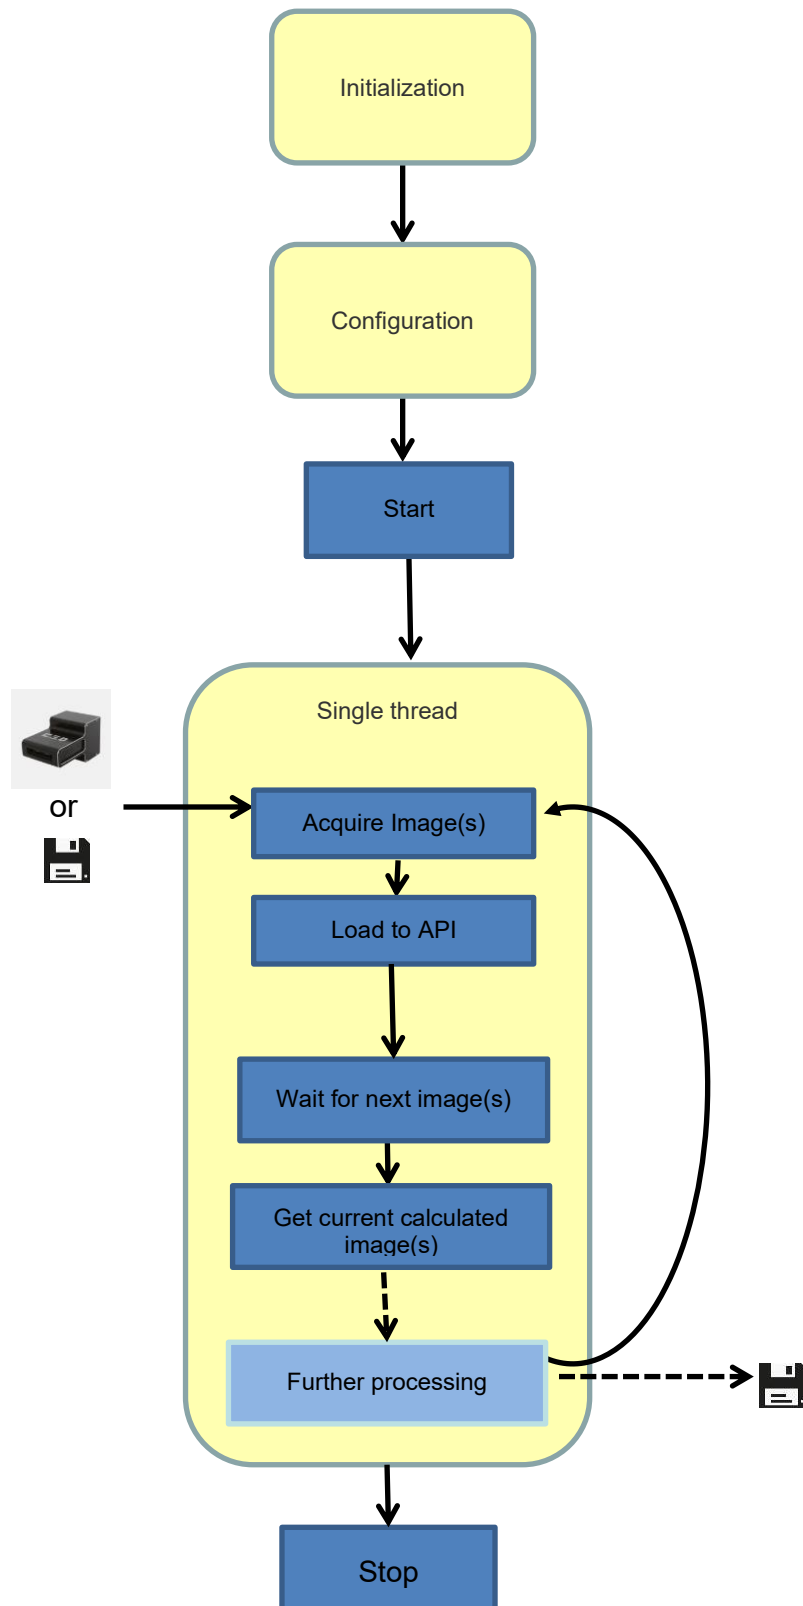 Initialization
Configuration
Start
Single thread
or
Acquire Image(s)
Load to API
Wait for next image(s)
Get current calculated
image(s)
Further processing
Stop